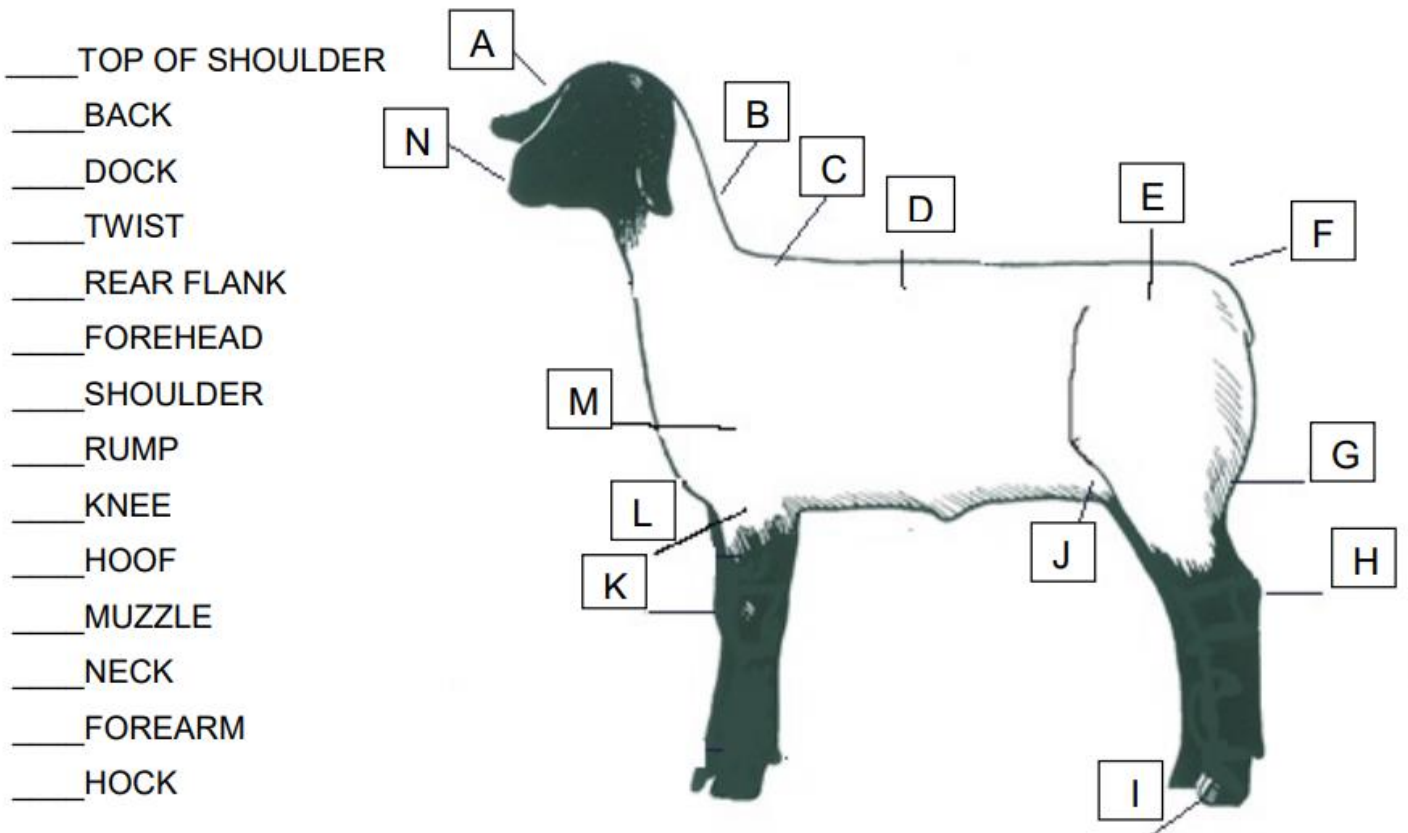 ____TOP OF SHOULDER
____BACK
____DOCK
____TWIST
____REAR FLANK
____FOREHEAD
____SHOULDER
____RUMP
____KNEE
____HOOF
____MUZZLE
____NECK
____FOREARM
____HOCK
A
N
B
C
D
E
F
M
G
L
J
H
K
I